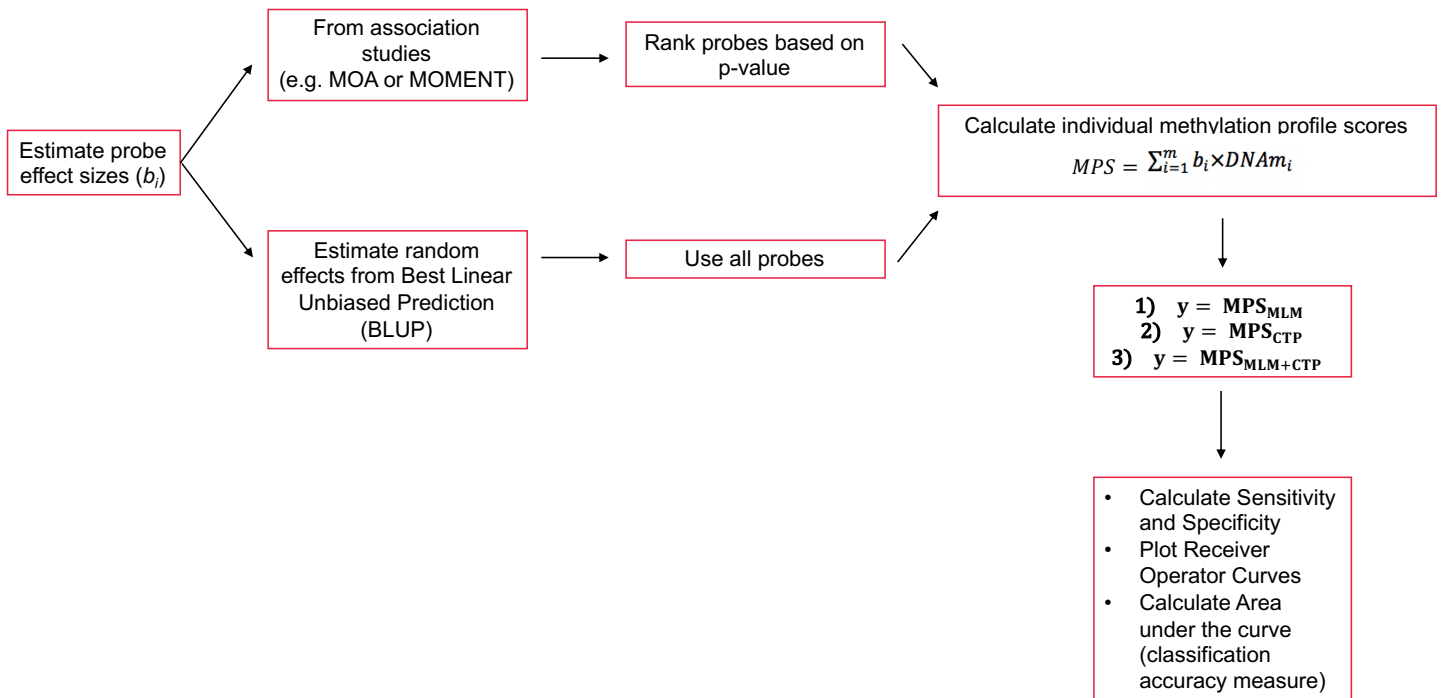 From association
studies
(e.g. MOA or MOMENT)
Rank probes based on
p-value
Estimate probe
effect sizes (bᵢ)
Calculate individual methylation profile scores
MPS = ∑ᵐᵢ₌₁ bᵢ×DNAmᵢ
Estimate random
effects from Best Linear
Unbiased Prediction
(BLUP)
Use all probes
1) y = MPS_MLM
2) y = MPS_CTP
3) y = MPS_MLM+CTP
• Calculate Sensitivity
and Specificity
• Plot Receiver
Operator Curves
• Calculate Area
under the curve
(classification
accuracy measure)